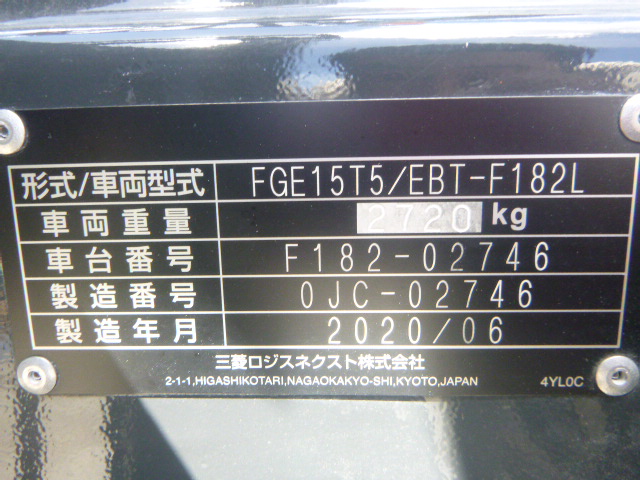 形式/車両型式 FGE15T5/EBT-F182L
車両重量 2720 kg
車台番号 F182-02746
製造番号 0JC-02746
製造年月 2020/06
三菱ロジスネクスト株式会社
2-1-1,HIGASHIKOTARI,NAGAOKAKYO-SHI,KYOTO,JAPAN 4YL0C